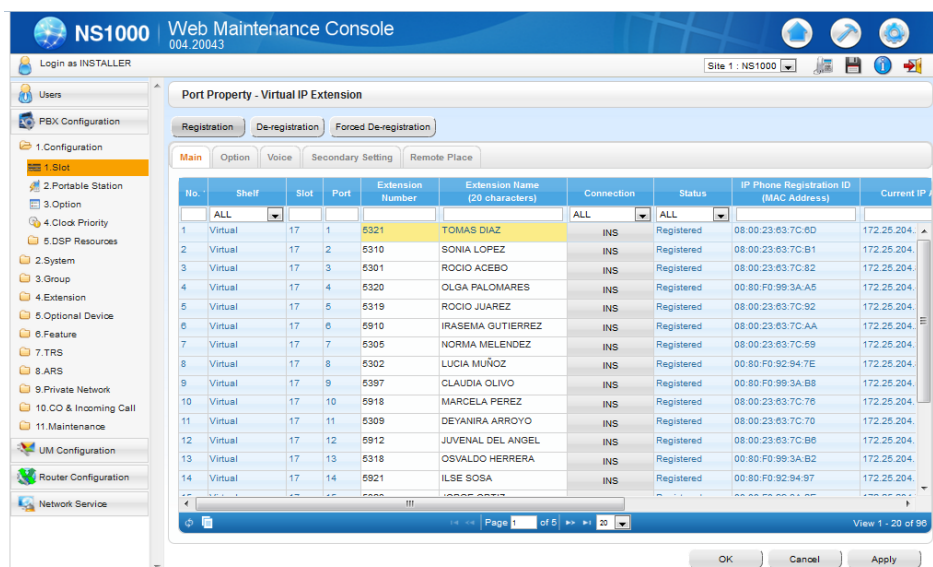 NS1000
Web Maintenance Console
004.20043
Login as INSTALLER
Site 1 : NS1000
Users
PBX Configuration
1.Configuration
1.Slot
2.Portable Station
3.Option
4.Clock Priority
5.DSP Resources
2.System
3.Group
4.Extension
5.Optional Device
6.Feature
7.TRS
8.ARS
9.Private Network
10.CO & Incoming Call
11.Maintenance
UM Configuration
Router Configuration
Network Service
Port Property - Virtual IP Extension
Registration De-registration Forced De-registration
Main Option Voice Secondary Setting Remote Place
No. Shelf Slot Port Extension Number Extension Name (20 characters) Connection Status IP Phone Registration ID (MAC Address) Current IP A
ALL ALL ALL
1 Virtual 17 1 5321 TOMAS DIAZ INS Registered 08:00:23:63:7C:6D 172.25.204.
2 Virtual 17 2 5310 SONIA LOPEZ INS Registered 08:00:23:63:7C:B1 172.25.204.
3 Virtual 17 3 5301 ROCIO ACEBO INS Registered 08:00:23:63:7C:82 172.25.204.
4 Virtual 17 4 5320 OLGA PALOMARES INS Registered 00:80:F0:99:3A:A5 172.25.204.
5 Virtual 17 5 5319 ROCIO JUAREZ INS Registered 08:00:23:63:7C:92 172.25.204.
6 Virtual 17 6 5910 IRASEMA GUTIERREZ INS Registered 08:00:23:63:7C:AA 172.25.204.
7 Virtual 17 7 5305 NORMA MELENDEZ INS Registered 08:00:23:63:7C:59 172.25.204.
8 Virtual 17 8 5302 LUCIA MUÑOZ INS Registered 00:80:F0:92:94:7E 172.25.204.
9 Virtual 17 9 5397 CLAUDIA OLIVO INS Registered 00:80:F0:99:3A:B8 172.25.204.
10 Virtual 17 10 5918 MARCELA PEREZ INS Registered 08:00:23:63:7C:76 172.25.204.
11 Virtual 17 11 5309 DEYANIRA ARROYO INS Registered 08:00:23:63:7C:70 172.25.204.
12 Virtual 17 12 5912 JUVENAL DEL ANGEL INS Registered 08:00:23:63:7C:B6 172.25.204.
13 Virtual 17 13 5318 OSVALDO HERRERA INS Registered 00:80:F0:99:3A:B2 172.25.204.
14 Virtual 17 14 5921 ILSE SOSA INS Registered 00:80:F0:92:94:97 172.25.204.
Page 1 of 5 20 View 1 - 20 of 96
OK Cancel Apply